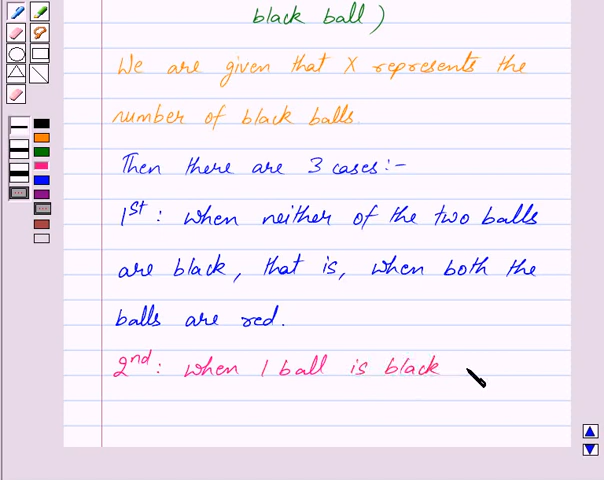 black ball)
We are given that X represents the
number of black balls.
Then there are 3 cases:-
1st: when neither of the two balls
are black, that is, when both the
balls are red.
2nd: when 1 ball is black